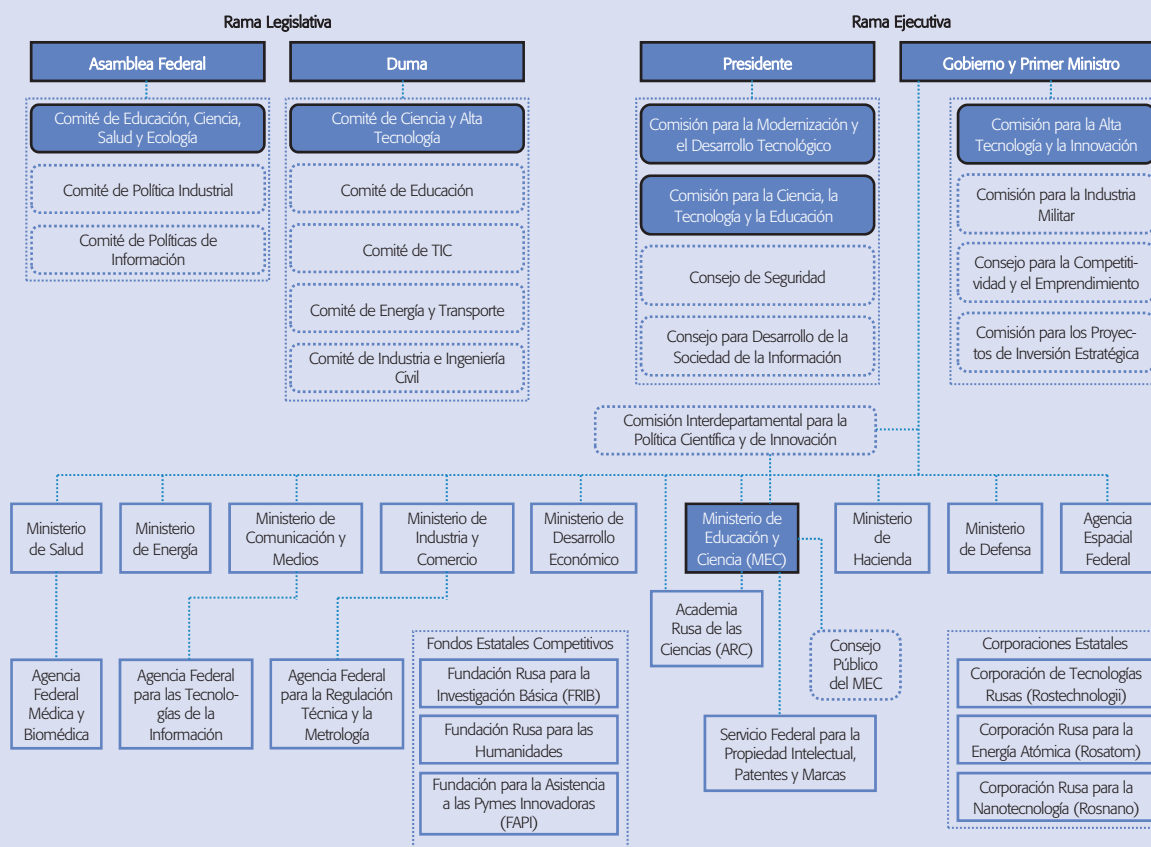 Rama Legislativa
Rama Ejecutiva
Asamblea Federal
Duma
Presidente
Gobierno y Primer Ministro
Comité de Educación, Ciencia,
Salud y Ecología
Comité de Política Industrial
Comité de Políticas de
Información
Comité de Ciencia y Alta
Tecnología
Comité de Educación
Comité de TIC
Comité de Energía y Transporte
Comité de Industria e Ingeniería
Civil
Comisión para la Modernización y
el Desarrollo Tecnológico
Comisión para la Ciencia, la
Tecnología y la Educación
Consejo de Seguridad
Consejo para Desarrollo de la
Sociedad de la Información
Comisión para la Alta
Tecnología y la Innovación
Comisión para la Industria
Militar
Consejo para la Competiti-
vidad y el Emprendimiento
Comisión para los Proyec-
tos de Inversión Estratégica
Comisión Interdepartamental para la
Política Científica y de Innovación
Ministerio
de Salud
Ministerio
de Energía
Ministerio de
Comunicación y
Medios
Ministerio de
Industria y
Comercio
Ministerio de
Desarrollo
Económico
Ministerio de
Educación y
Ciencia (MEC)
Ministerio
de
Hacienda
Ministerio
de Defensa
Agencia
Espacial
Federal
Academia
Rusa de las
Ciencias (ARC)
Consejo
Público
del MEC
Agencia
Federal
Médica y
Biomédica
Agencia Federal
para las Tecnolo-
gías de la
Información
Agencia Federal
para la Regulación
Técnica y la
Metrología
Fondos Estatales Competitivos
Fundación Rusa para la
Investigación Básica (FRIB)
Fundación Rusa para las
Humanidades
Fundación para la Asistencia
a las Pymes Innovadoras
(FAPI)
Servicio Federal para la
Propiedad Intelectual,
Patentes y Marcas
Corporaciones Estatales
Corporación de Tecnologías
Rusas (Rostechnologii)
Corporación Rusa para la
Energía Atómica (Rosatom)
Corporación Rusa para la
Nanotecnología (Rosnano)